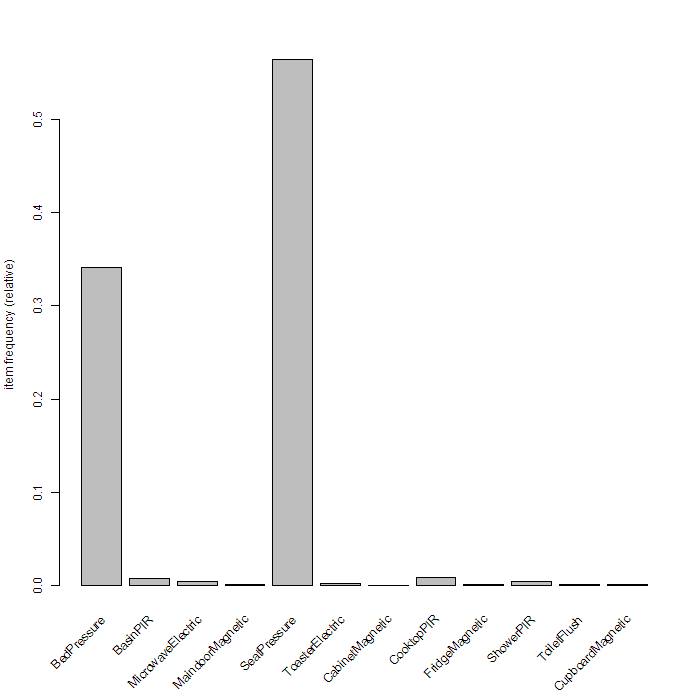 item frequency (relative)
0.5
0.4
0.3
0.2
0.1
0.0
BedPressure
BasinPIR
MicrowaveElectric
MaindoorMagnetic
SeatPressure
ToasterElectric
CabinetMagnetic
CooktopPIR
FridgeMagnetic
ShowerPIR
ToiletFlush
CupboardMagnetic